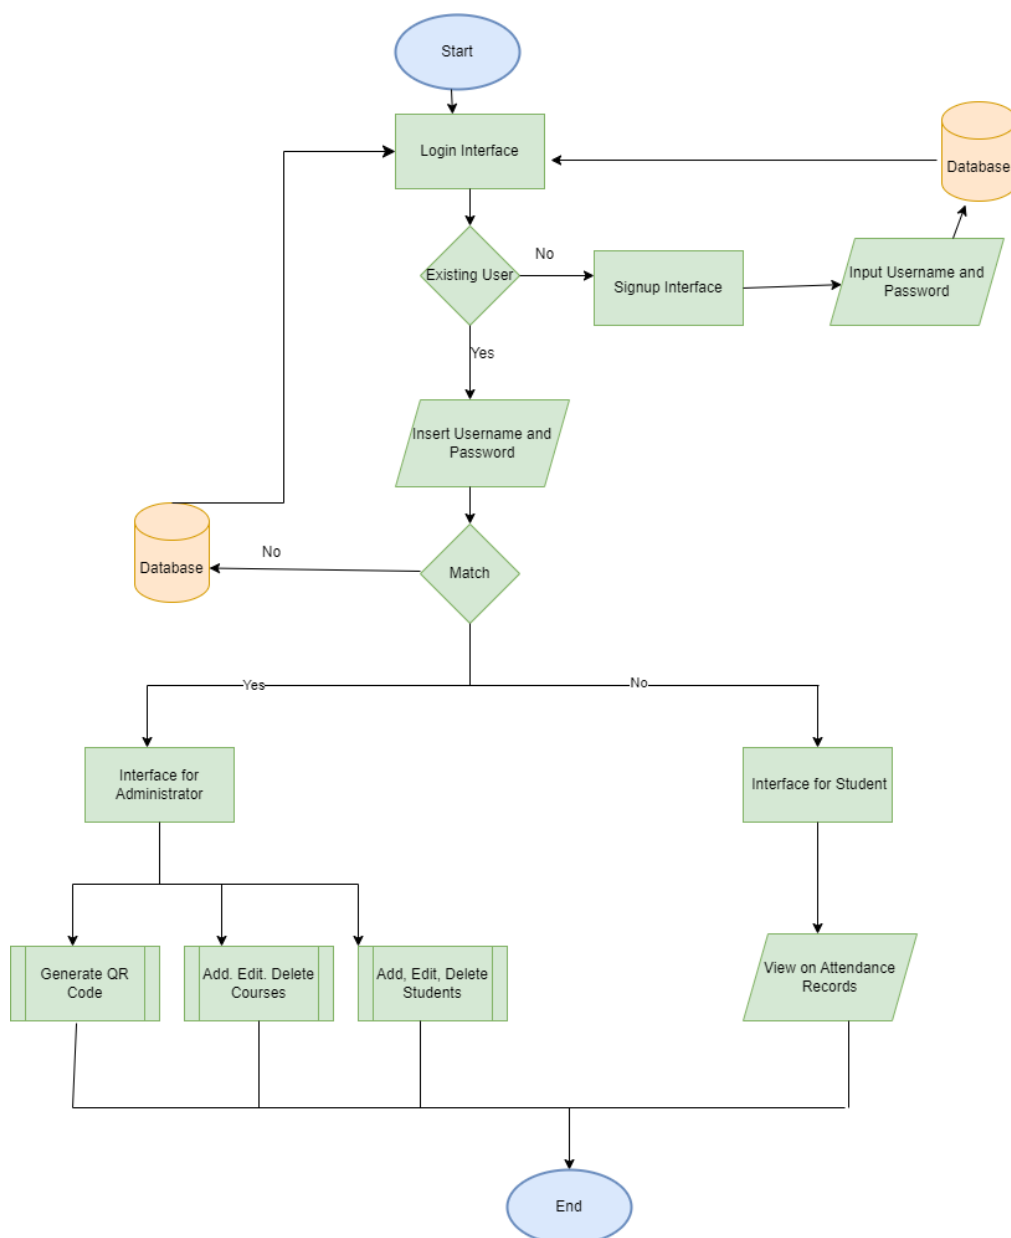 Start
Login Interface
Database
Existing User
No
Signup Interface
Input Username and
Password
Yes
Insert Username and
Password
Match
No
Database
Yes
No
Interface for
Administrator
Interface for Student
Generate QR
Code
Add. Edit. Delete
Courses
Add, Edit, Delete
Students
View on Attendance
Records
End